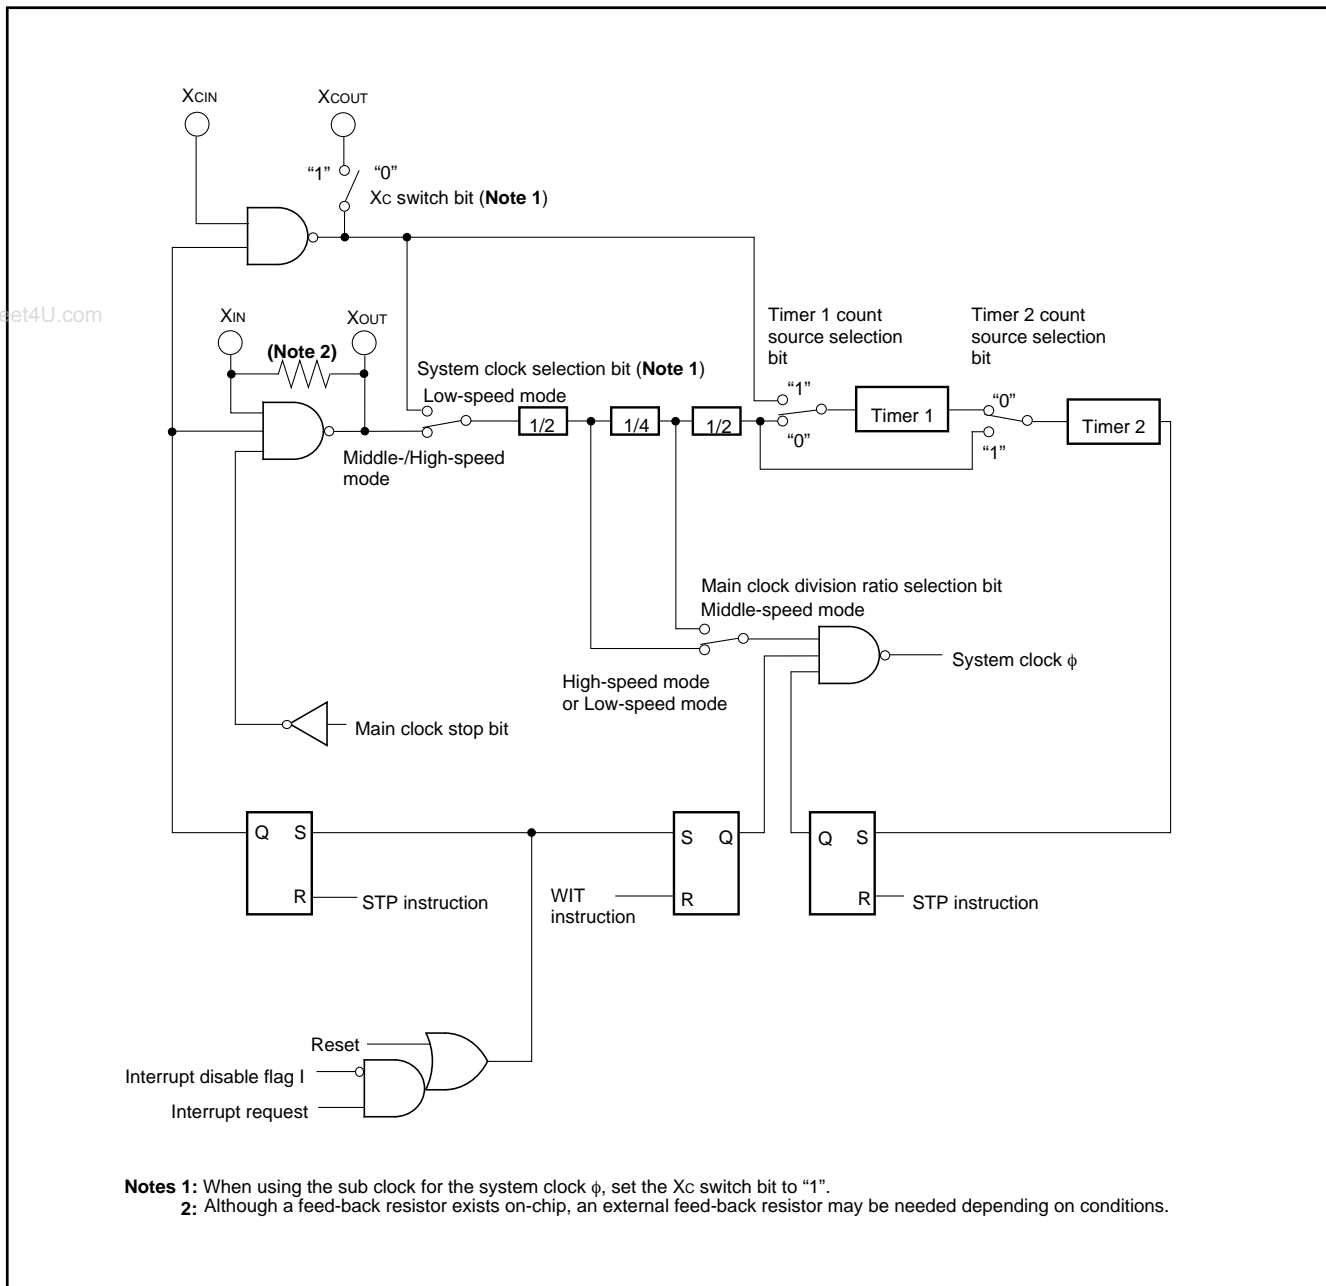 XCIN
XCOUT
“1” “0”
XC switch bit (Note 1)
eet4U.com
XIN
XOUT
(Note 2)
Timer 1 count
source selection
bit
Timer 2 count
source selection
bit
System clock selection bit (Note 1)
Low-speed mode
“1”
“0”
Timer 1
“0”
“1”
Timer 2
1/2
1/4
1/2
Middle-/High-speed
mode
Main clock division ratio selection bit
Middle-speed mode
System clock ϕ
High-speed mode
or Low-speed mode
Main clock stop bit
Q S
R
STP instruction
S Q
R
WIT
instruction
Q S
R
STP instruction
Reset
Interrupt disable flag I
Interrupt request
Notes 1: When using the sub clock for the system clock ϕ, set the XC switch bit to “1”.
2: Although a feed-back resistor exists on-chip, an external feed-back resistor may be needed depending on conditions.